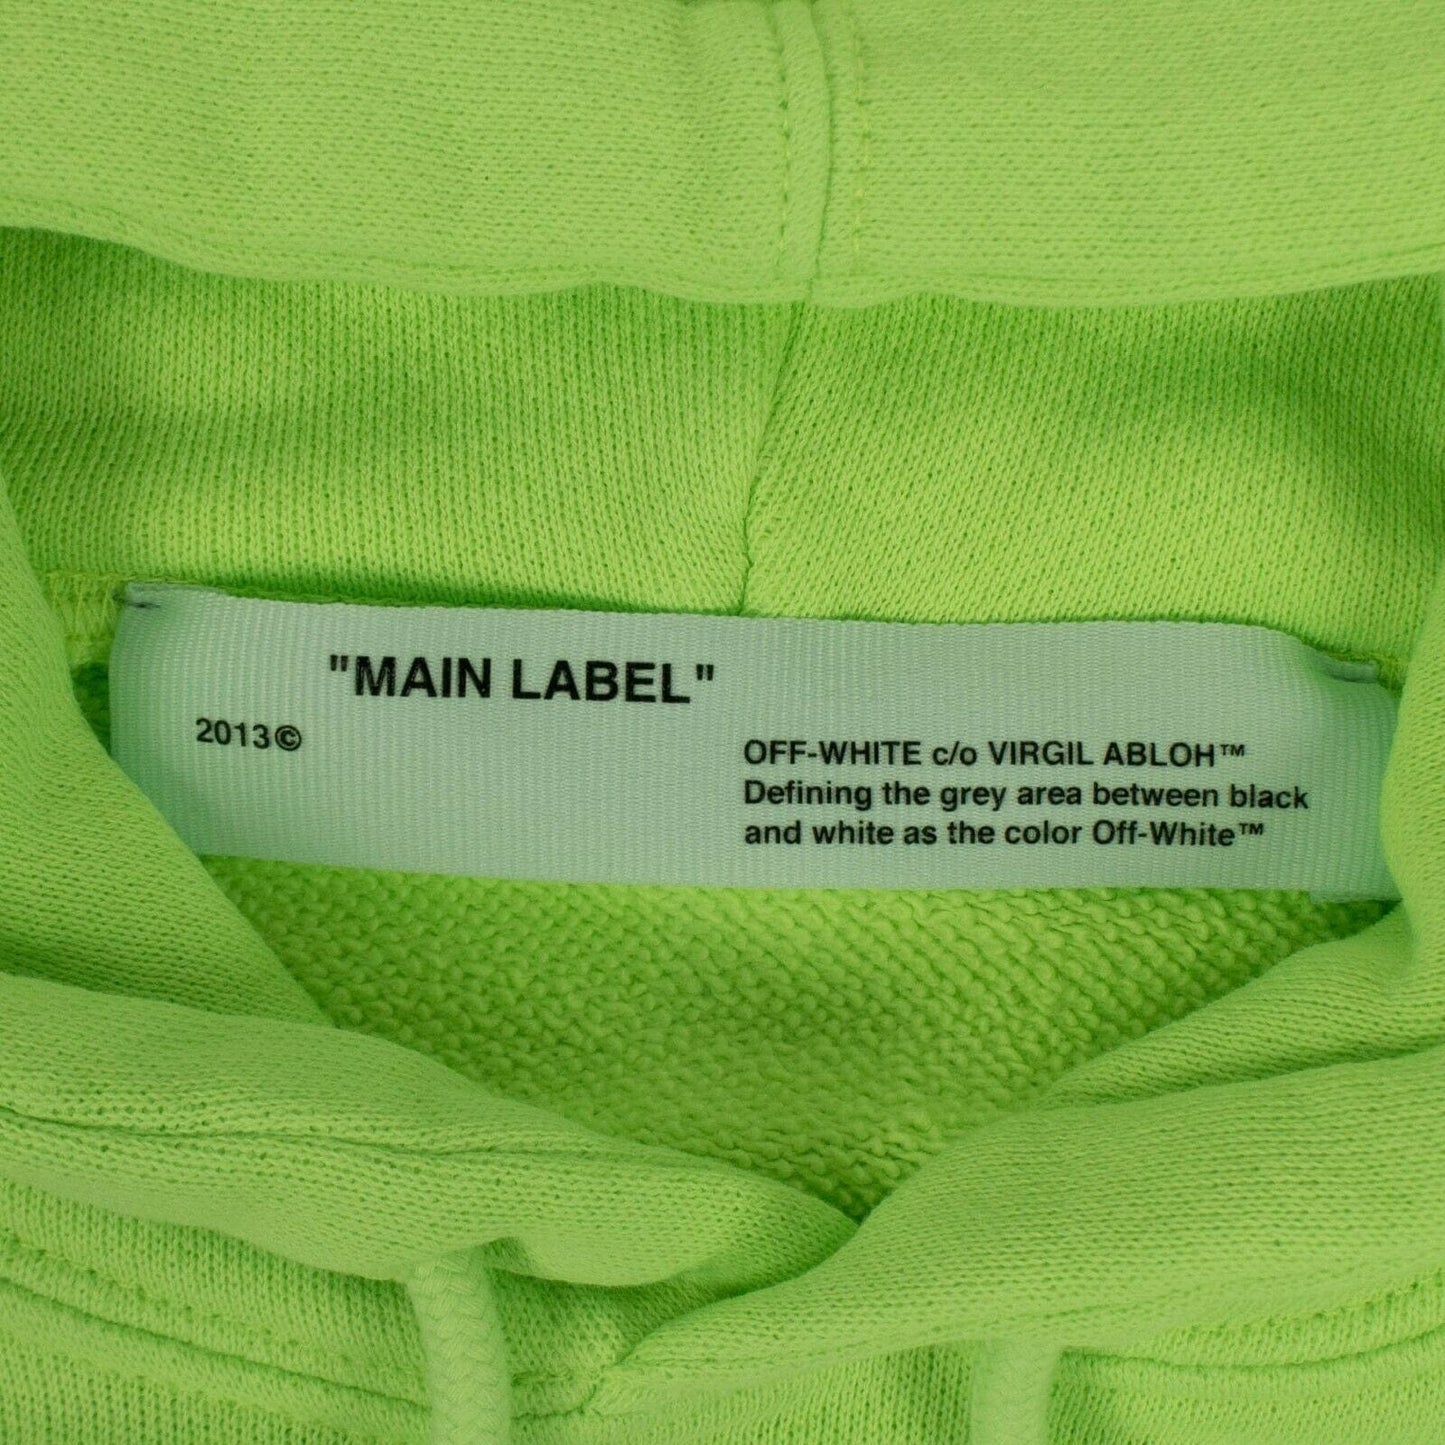 "MAIN LABEL"
2013©
OFF-WHITE c/o VIRGIL ABLOH™
Defining the grey area between black
and white as the color Off-White™